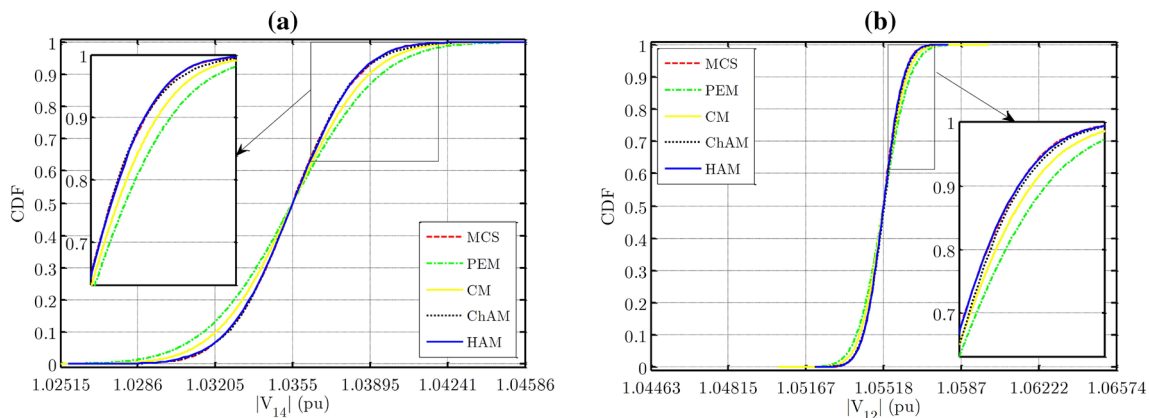 (a)
CDF
1
0.9
0.8
0.7
0.6
0.5
0.4
0.3
0.2
0.1
0
1
0.9
0.8
0.7
MCS
PEM
CM
ChAM
HAM
1.02515 1.02286 1.03205 1.0355 1.03895 1.04241 1.04586
|V14| (pu)
(b)
CDF
1
0.9
0.8
0.7
0.6
0.5
0.4
0.3
0.2
0.1
0
MCS
PEM
CM
ChAM
HAM
1
0.9
0.8
0.7
1.04463 1.04815 1.05167 1.05518 1.0587 1.06222 1.06574
|V12| (pu)